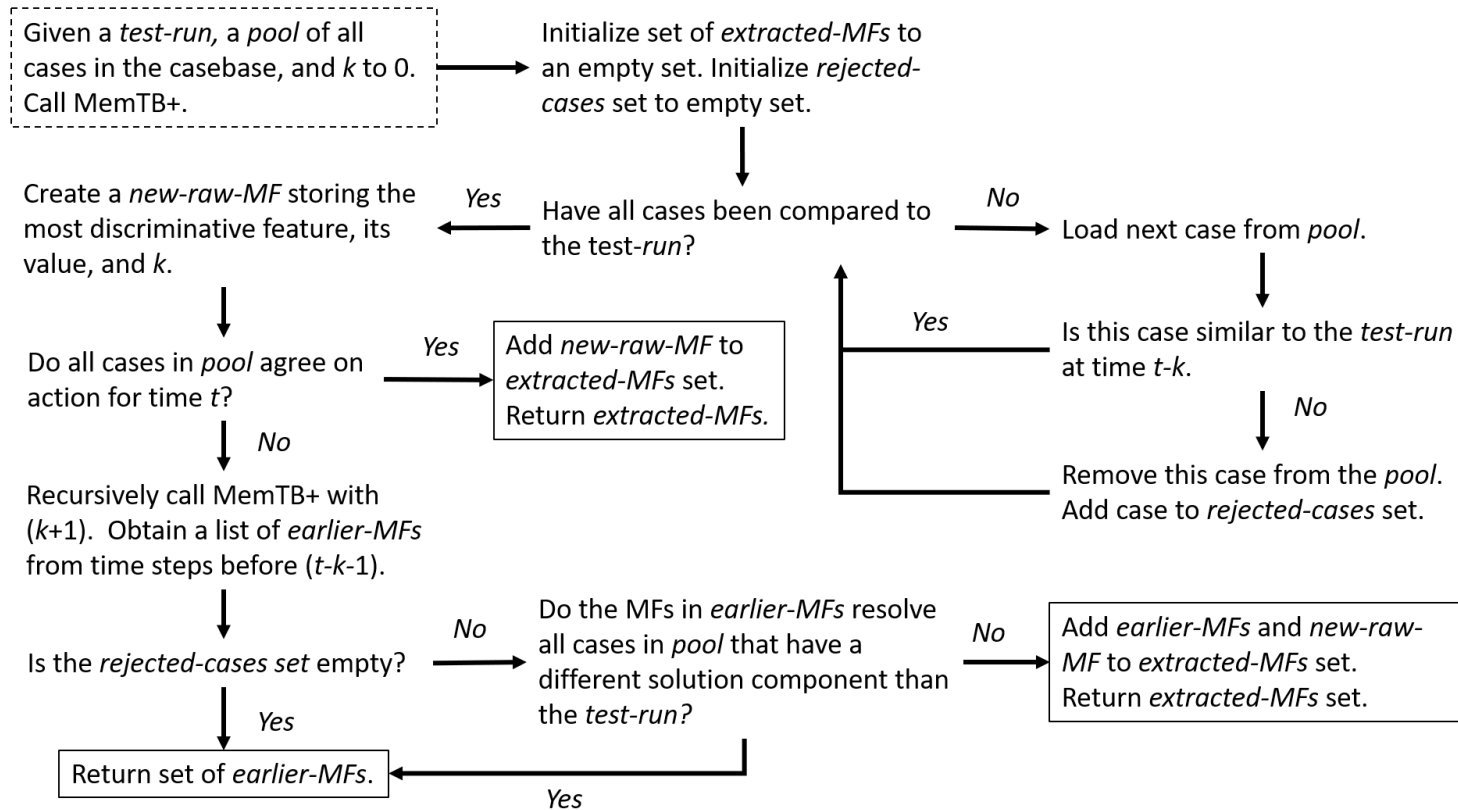 Given a test-run, a pool of all
cases in the casebase, and k to 0.
Call MemTB+.
Initialize set of extracted-MFs to
an empty set. Initialize rejected-
cases set to empty set.
Create a new-raw-MF storing the
most discriminative feature, its
value, and k.
Yes
Have all cases been compared to
the test-run?
No
Load next case from pool.
Do all cases in pool agree on
action for time t?
Yes
Add new-raw-MF to
extracted-MFs set.
Return extracted-MFs.
Yes
Is this case similar to the test-run
at time t-k.
No
No
Remove this case from the pool.
Add case to rejected-cases set.
Recursively call MemTB+ with
(k+1). Obtain a list of earlier-MFs
from time steps before (t-k-1).
Is the rejected-cases set empty?
No
Do the MFs in earlier-MFs resolve
all cases in pool that have a
different solution component than
the test-run?
No
Add earlier-MFs and new-raw-
MF to extracted-MFs set.
Return extracted-MFs set.
Yes
Return set of earlier-MFs.
Yes